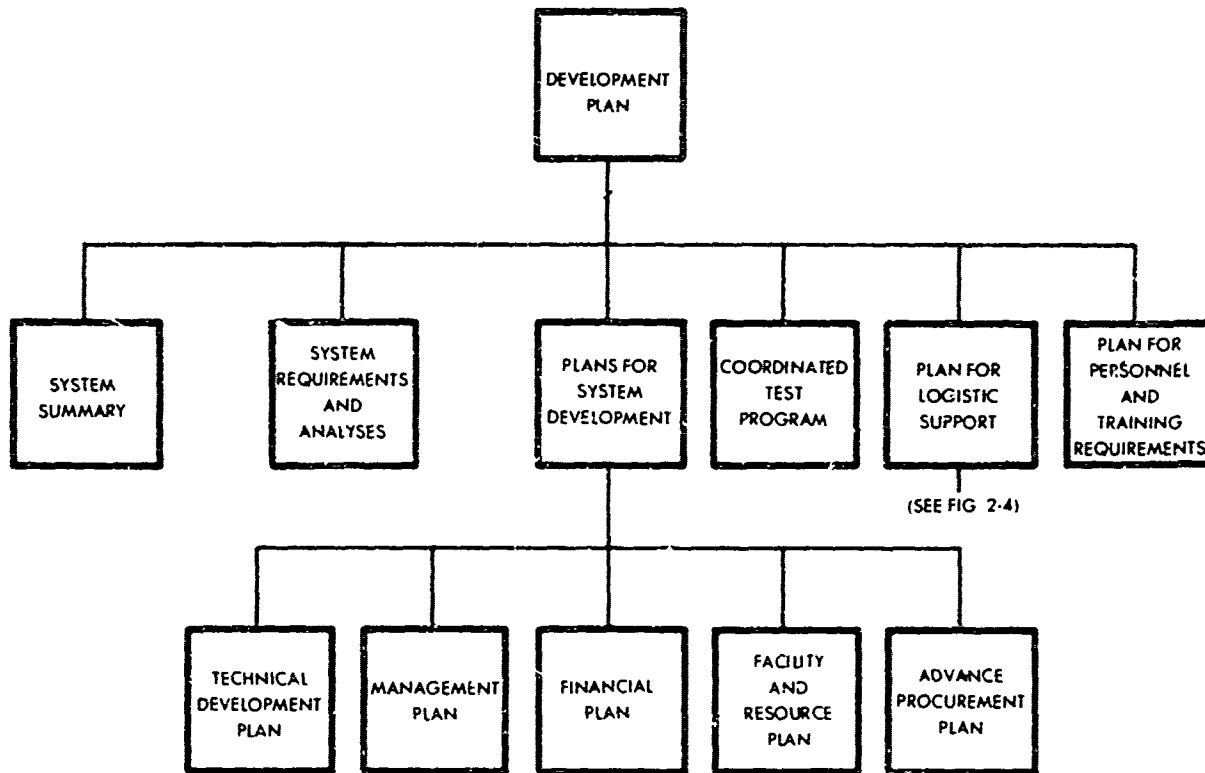 DEVELOPMENT
PLAN
SYSTEM
SUMMARY
SYSTEM
REQUIREMENTS
AND
ANALYSES
PLANS FOR
SYSTEM
DEVELOPMENT
COORDINATED
TEST
PROGRAM
PLAN FOR
LOGISTIC
SUPPORT
PLAN FOR
PERSONNEL
AND
TRAINING
REQUIREMENTS
(SEE FIG 2-4)
TECHNICAL
DEVELOPMENT
PLAN
MANAGEMENT
PLAN
FINANCIAL
PLAN
FACILITY
AND
RESOURCE
PLAN
ADVANCE
PROCUREMENT
PLAN